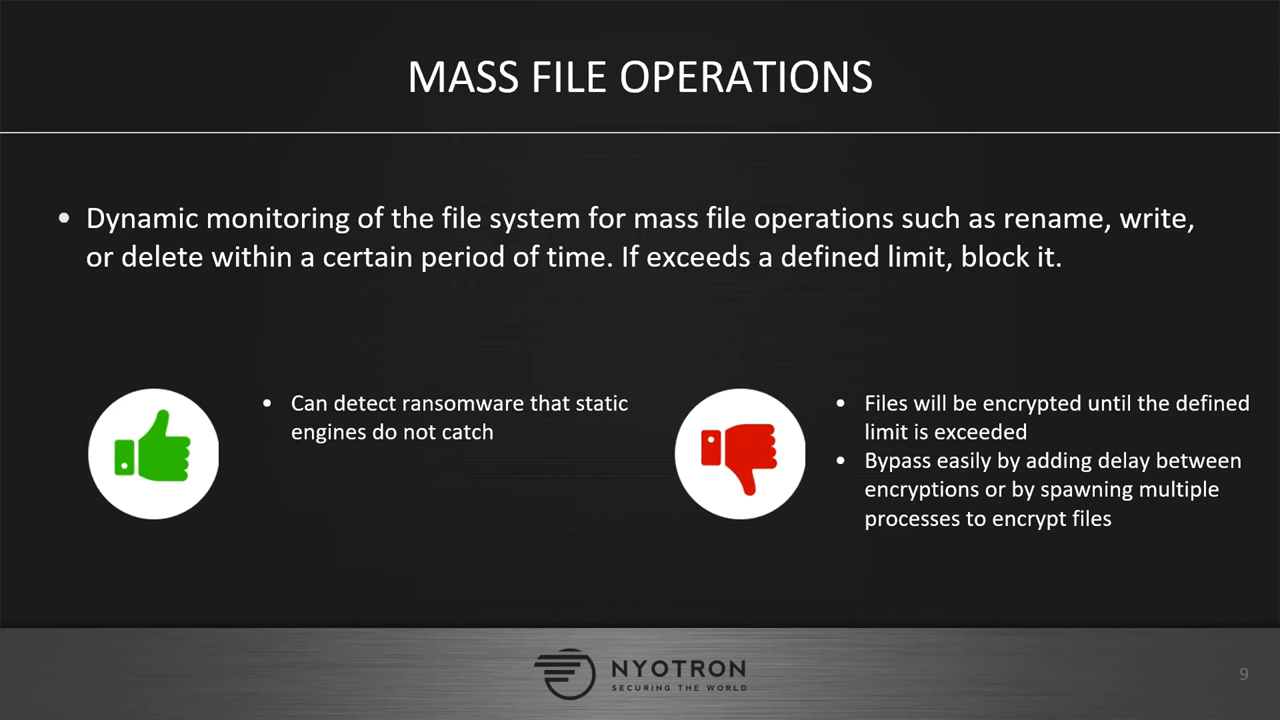 MASS FILE OPERATIONS
• Dynamic monitoring of the file system for mass file operations such as rename, write,
or delete within a certain period of time. If exceeds a defined limit, block it.
• Can detect ransomware that static
engines do not catch
• Files will be encrypted until the defined
limit is exceeded
• Bypass easily by adding delay between
encryptions or by spawning multiple
processes to encrypt files
NYOTRON
SECURING THE WORLD
9